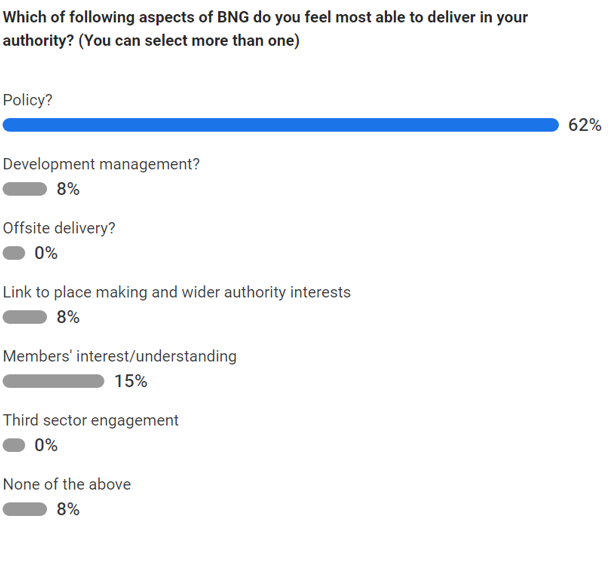 Which of following aspects of BNG do you feel most able to deliver in your
authority? (You can select more than one)
Policy?
62%
Development management?
8%
Offsite delivery?
0%
Link to place making and wider authority interests
8%
Members' interest/understanding
15%
Third sector engagement
0%
None of the above
8%